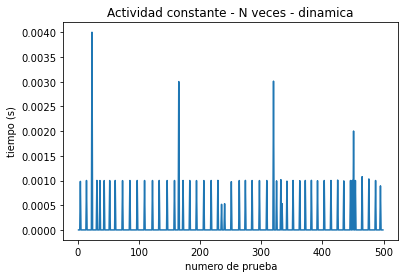 Actividad constante - N veces - dinamica
tiempo (s)
0.0040
0.0035
0.0030
0.0025
0.0020
0.0015
0.0010
0.0005
0.0000
0 100 200 300 400 500
numero de prueba